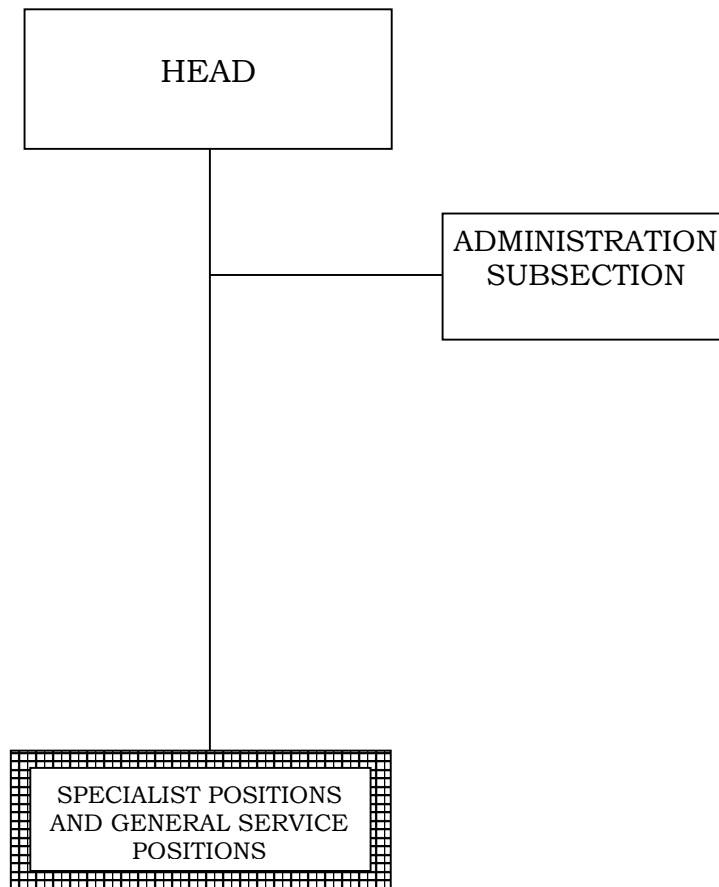 HEAD
ADMINISTRATION
SUBSECTION
SPECIALIST POSITIONS
AND GENERAL SERVICE
POSITIONS